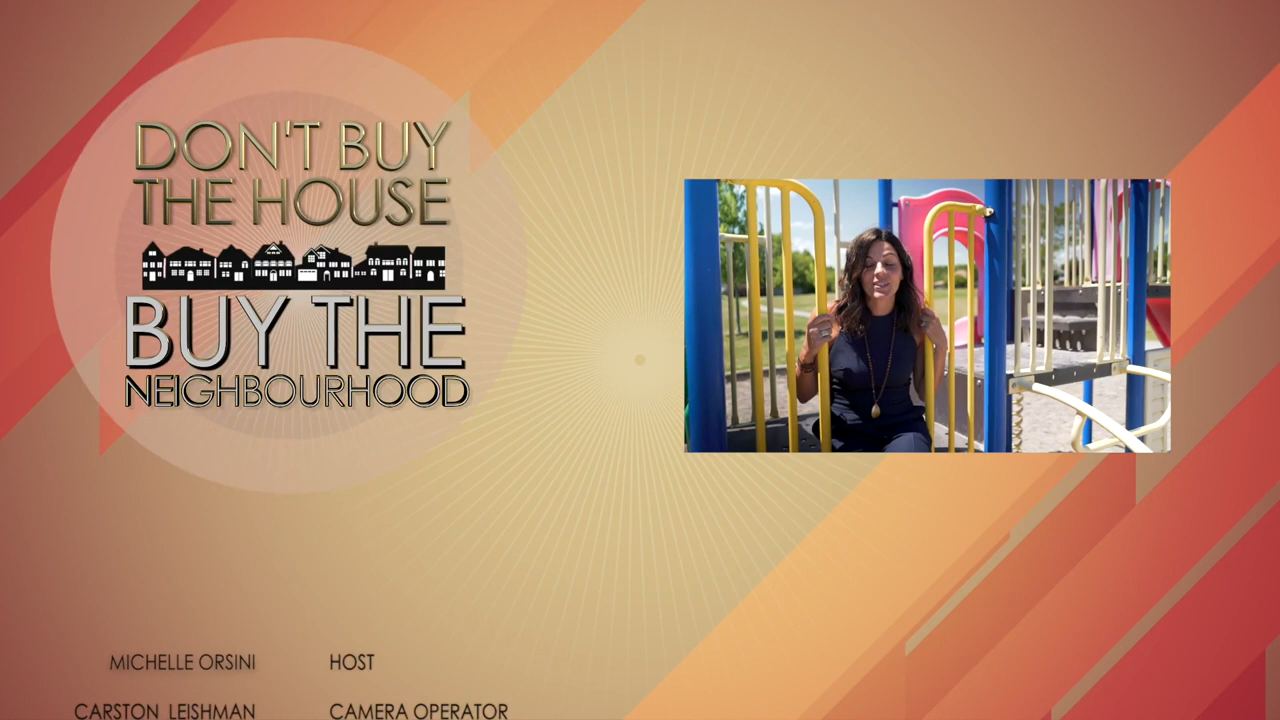 DON'T BUY
THE HOUSE
BUY THE
NEIGHBOURHOOD
MICHELLE ORSINI HOST
CARSTON LEISHMAN CAMERA OPERATOR